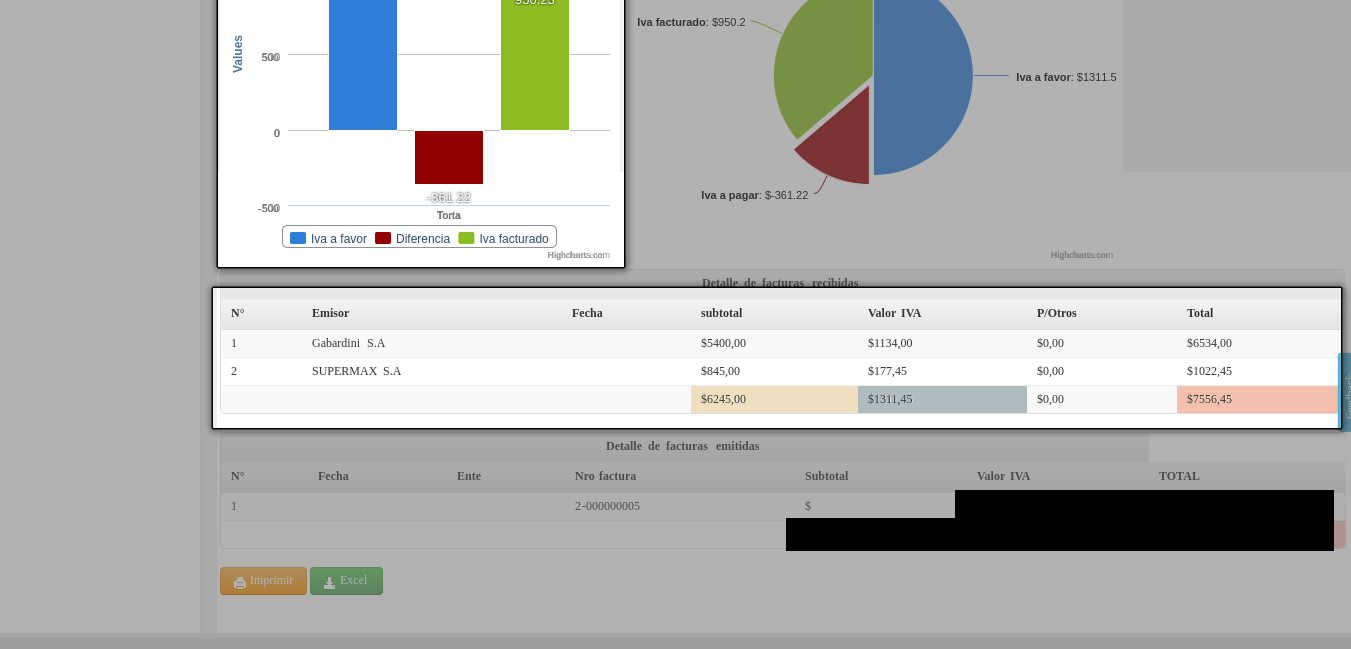 950.23
Iva facturado: $950.2
Values
500
Iva a favor: $1311.5
0
-361.22
Iva a pagar: $-361.22
-500
Torta
Iva a favor Diferencia Iva facturado
Highcharts.com
Highcharts.com
Detalle de facturas recibidas
N° Emisor Fecha subtotal Valor IVA P/Otros Total
1 Gabardini S.A $5400,00 $1134,00 $0,00 $6534,00
2 SUPERMAX S.A $845,00 $177,45 $0,00 $1022,45
$6245,00 $1311,45 $0,00 $7556,45
Feedback
Detalle de facturas emitidas
N° Fecha Ente Nro factura Subtotal Valor IVA TOTAL
1 2-000000005 $
Imprimir Excel